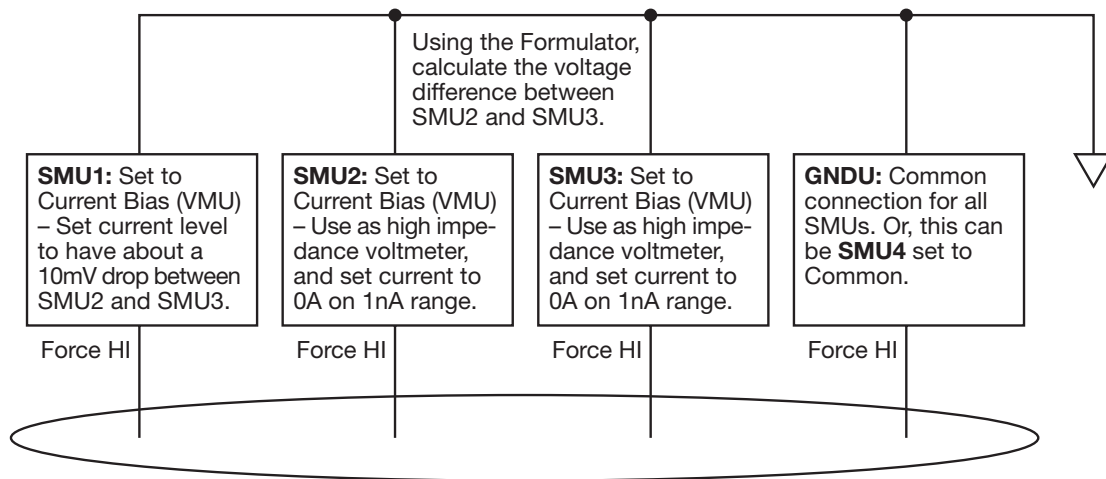 Using the Formulator,
calculate the voltage
difference between
SMU2 and SMU3.
SMU1: Set to
Current Bias (VMU)
– Set current level
to have about a
10mV drop between
SMU2 and SMU3.
SMU2: Set to
Current Bias (VMU)
– Use as high impe-
dance voltmeter,
and set current to
0A on 1nA range.
SMU3: Set to
Current Bias (VMU)
– Use as high impe-
dance voltmeter,
and set current to
0A on 1nA range.
GNDU: Common
connection for all
SMUs. Or, this can
be SMU4 set to
Common.
Force HI
Force HI
Force HI
Force HI